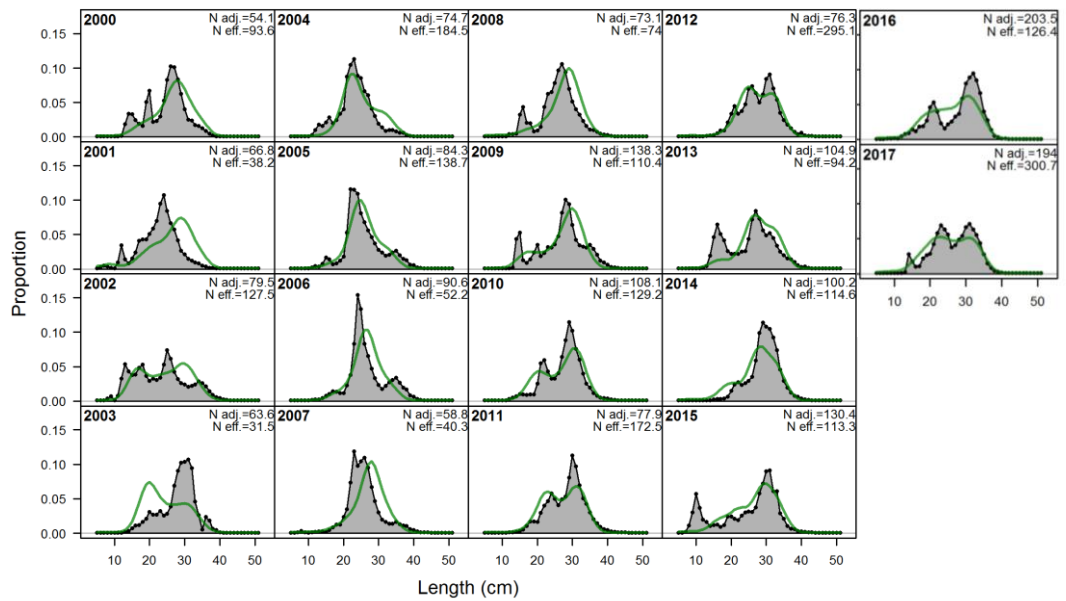 2000
N adj.=54.1
N eff.=93.6
2004
N adj.=74.7
N eff.=184.5
2008
N adj.=73.1
N eff.=74
2012
N adj.=76.3
N eff.=295.1
2016
N adj.=203.5
N eff.=126.4
0.15
0.10
0.05
0.00
2001
N adj.=66.8
N eff.=38.2
2005
N adj.=84.3
N eff.=138.7
2009
N adj.=138.3
N eff.=110.4
2013
N adj.=104.9
N eff.=94.2
2017
N adj.=194
N eff.=300.7
0.15
0.10
0.05
0.00
10 20 30 40 50
Proportion
2002
N adj.=79.5
N eff.=127.5
2006
N adj.=90.6
N eff.=52.2
2010
N adj.=108.1
N eff.=129.2
2014
N adj.=100.2
N eff.=114.6
0.15
0.10
0.05
0.00
2003
N adj.=63.6
N eff.=31.5
2007
N adj.=58.8
N eff.=40.3
2011
N adj.=77.9
N eff.=172.5
2015
N adj.=130.4
N eff.=113.3
0.15
0.10
0.05
0.00
10 20 30 40 50
10 20 30 40 50
10 20 30 40 50
10 20 30 40 50
Length (cm)